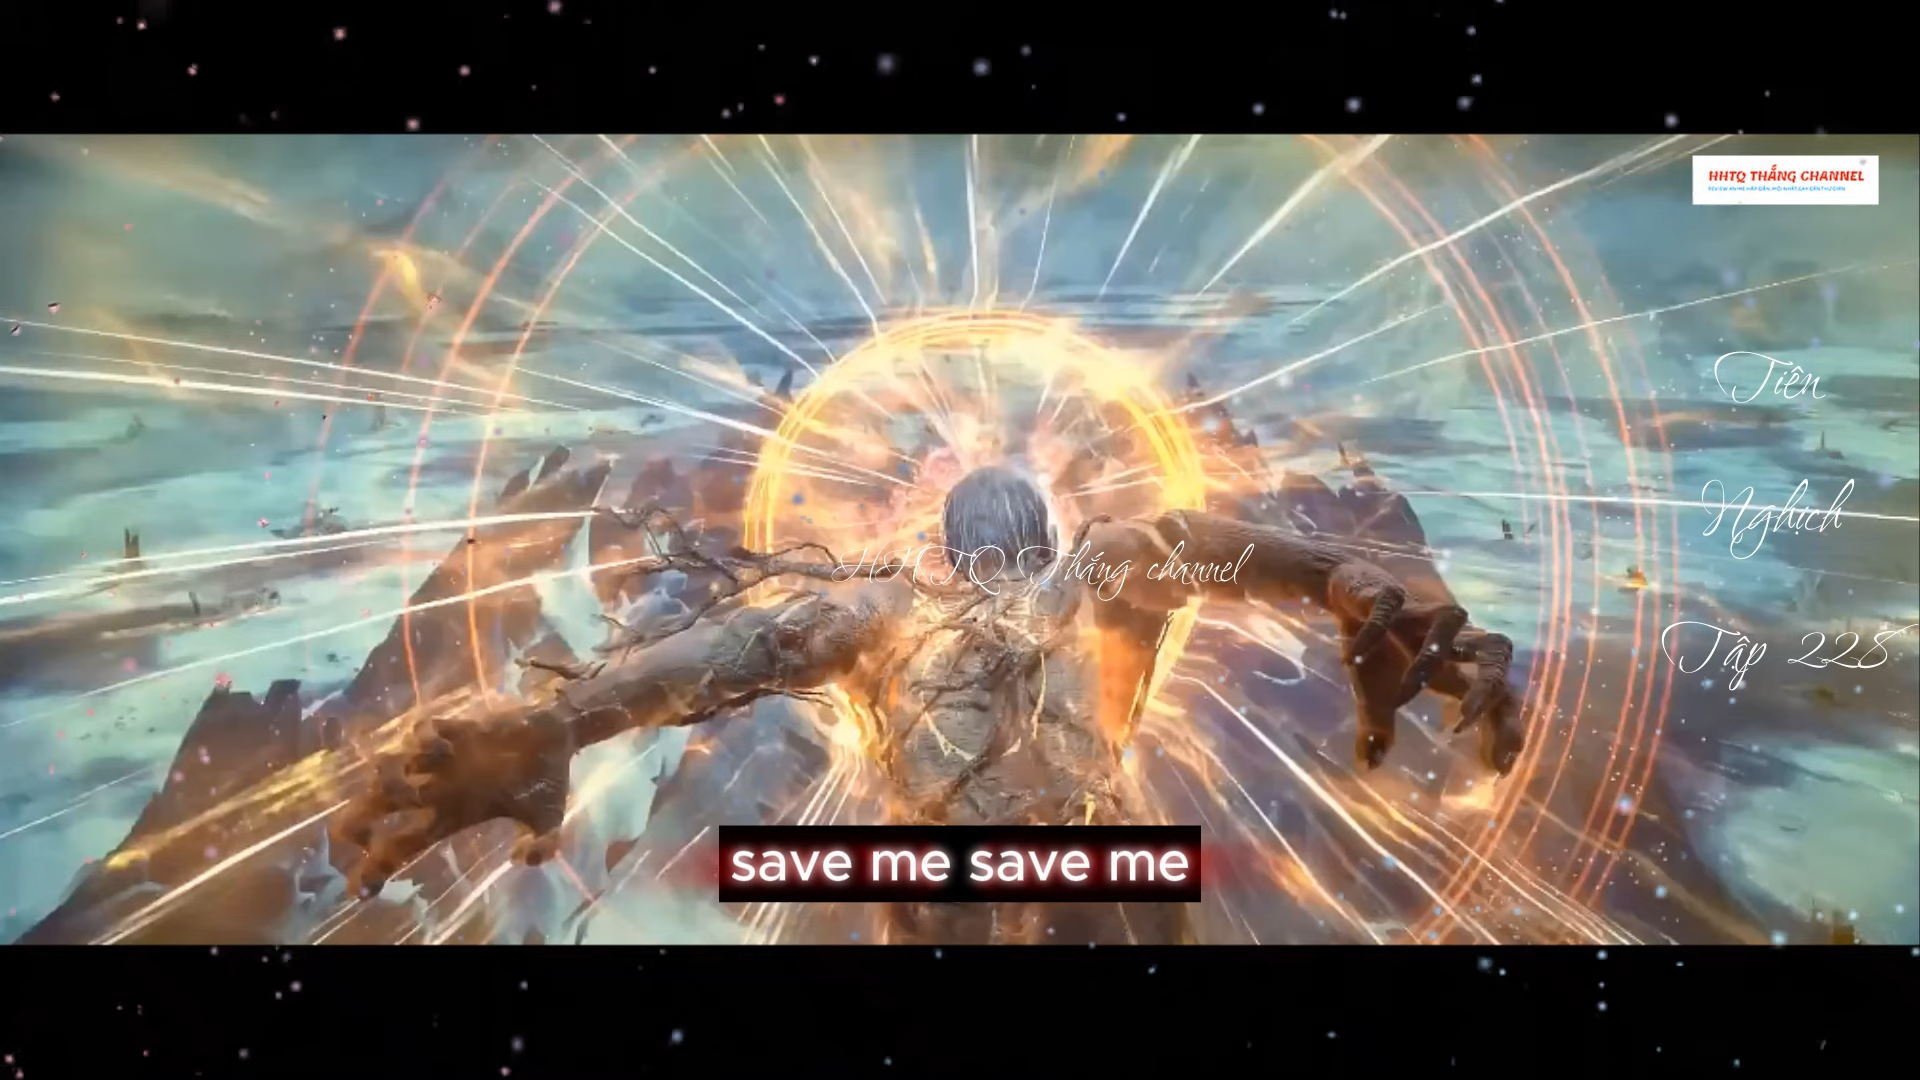 HHTQ THẮNG CHANNEL
Tiên
Nghịch
Tập 228
HHTQ Thắng channel
save me save me